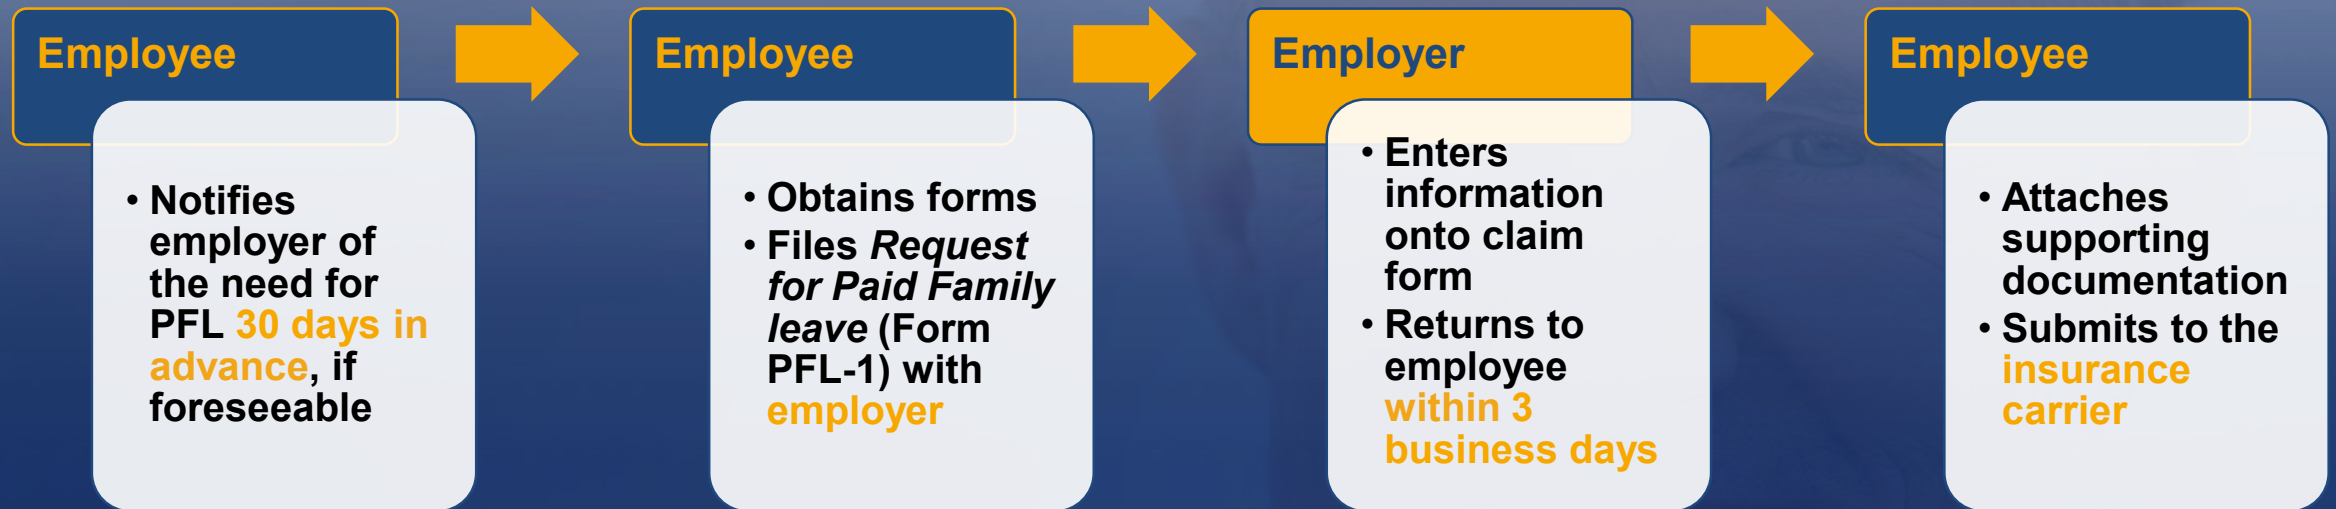 Employee
• Notifies
employer of
the need for
PFL 30 days in
advance, if
foreseeable
Employee
• Obtains forms
• Files Request
for Paid Family
leave (Form
PFL-1) with
employer
Employer
• Enters
information
onto claim
form
• Returns to
employee
within 3
business days
Employee
• Attaches
supporting
documentation
• Submits to the
insurance
carrier